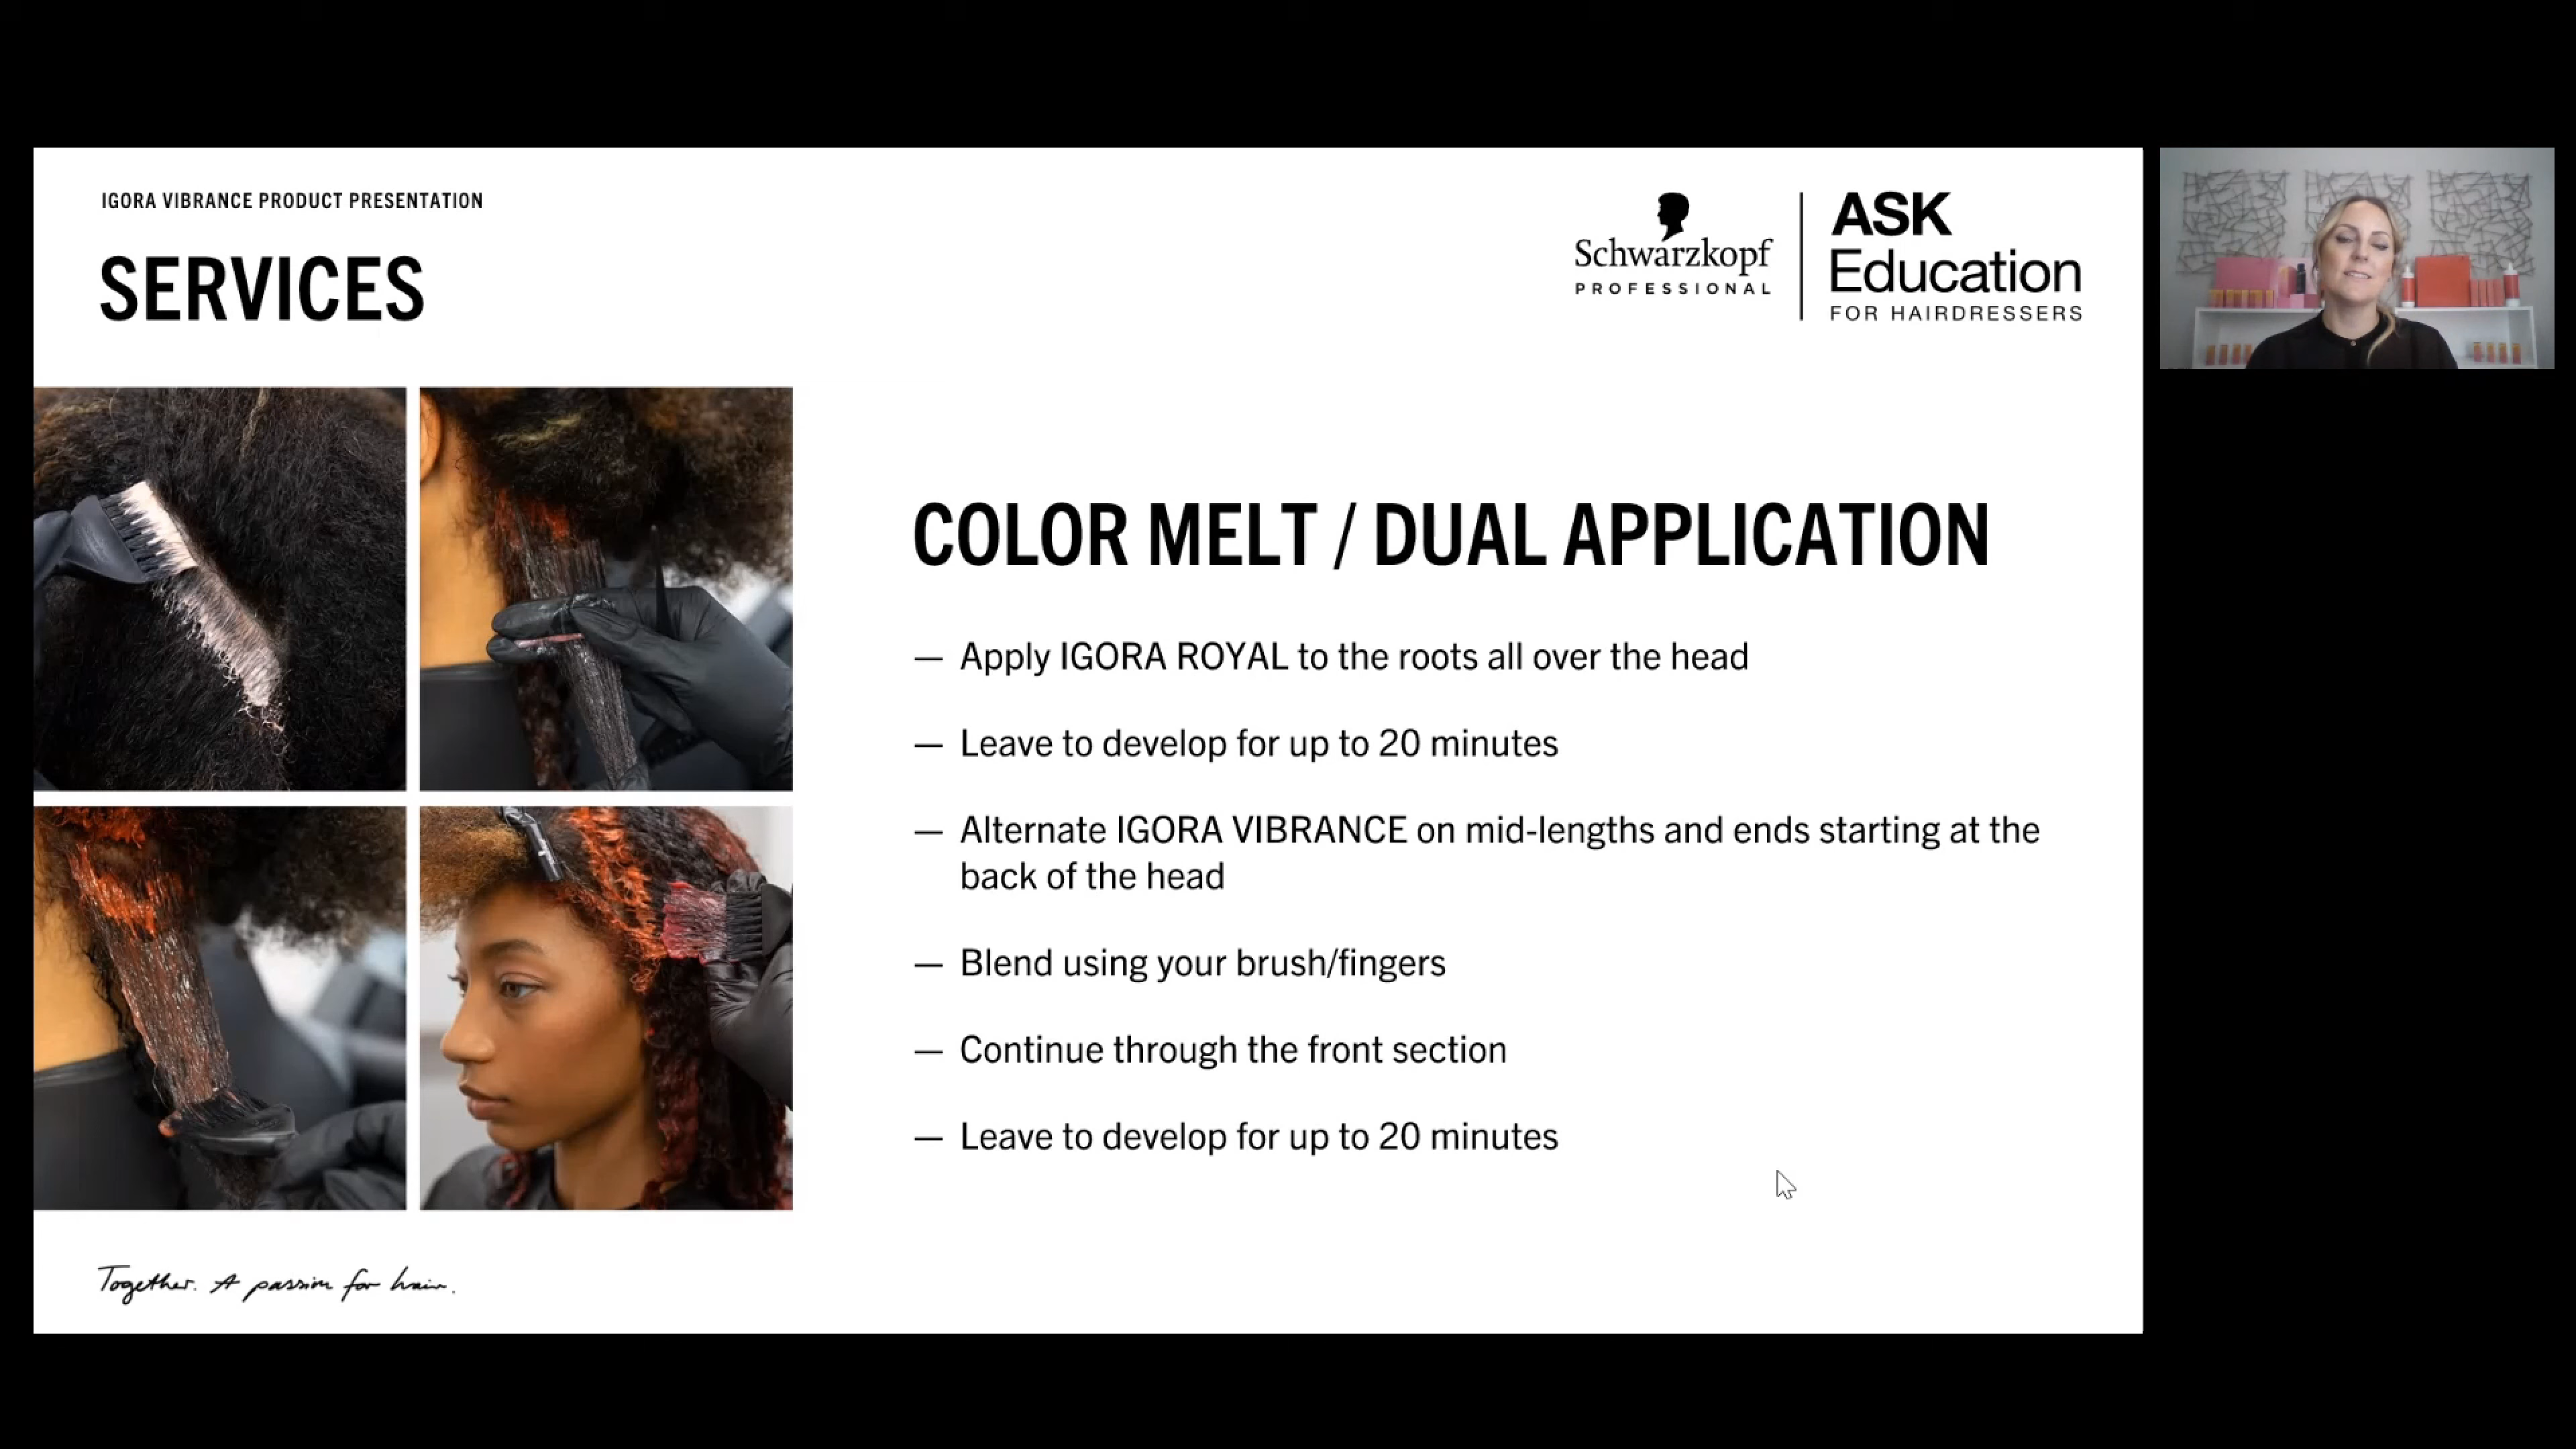 IGORA VIBRANCE PRODUCT PRESENTATION
SERVICES
Schwarzkopf
PROFESSIONAL
ASK
Education
FOR HAIRDRESSERS
COLOR MELT / DUAL APPLICATION
— Apply IGORA ROYAL to the roots all over the head
— Leave to develop for up to 20 minutes
— Alternate IGORA VIBRANCE on mid-lengths and ends starting at the
back of the head
— Blend using your brush/fingers
— Continue through the front section
— Leave to develop for up to 20 minutes
Together. A passion for hair.